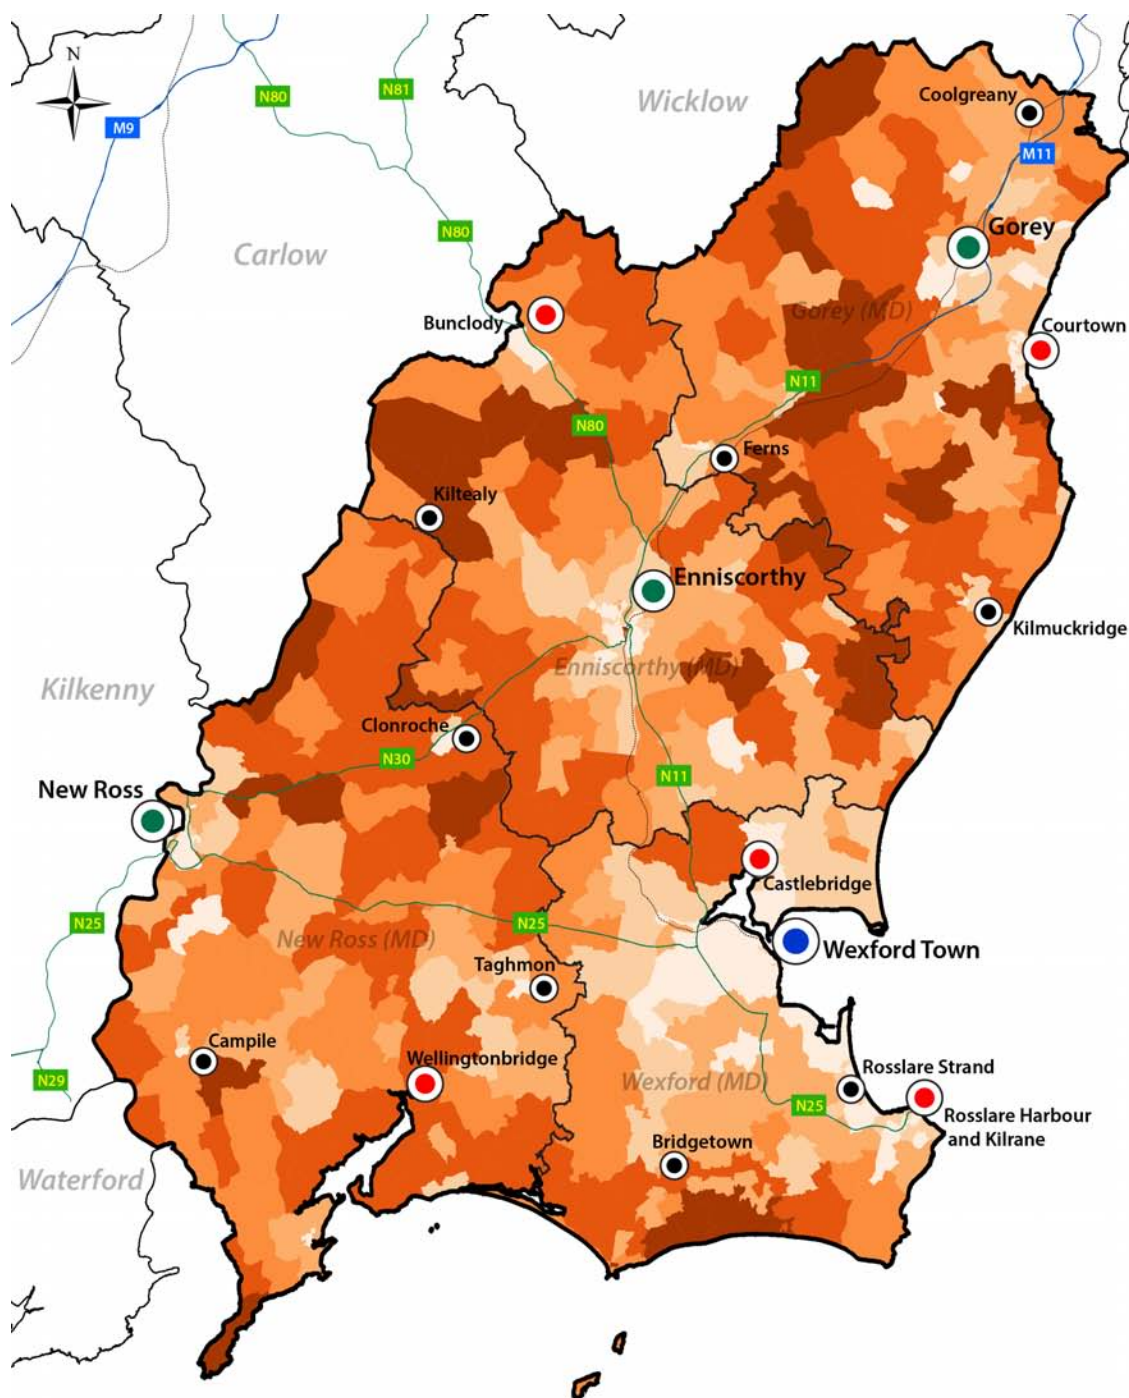 N
Coolgreany
N81
N80
Wicklow
M9
M11
Gorey
N80
Carlow
Gorey (MD)
Bunclody
Courtown
N11
N80
Ferns
Kiltealy
Enniscorthy
Kilmuckridge
Enniscorthy (MD)
Kilkenny
Clonroche
N30
N11
New Ross
Castlebridge
N25
N25
New Ross (MD)
Wexford Town
Taghmon
Campile
Wellingtonbridge
Rosslare Strand
N29
Wexford (MD)
N25
Rosslare Harbour
and Kilrane
Bridgetown
Waterford